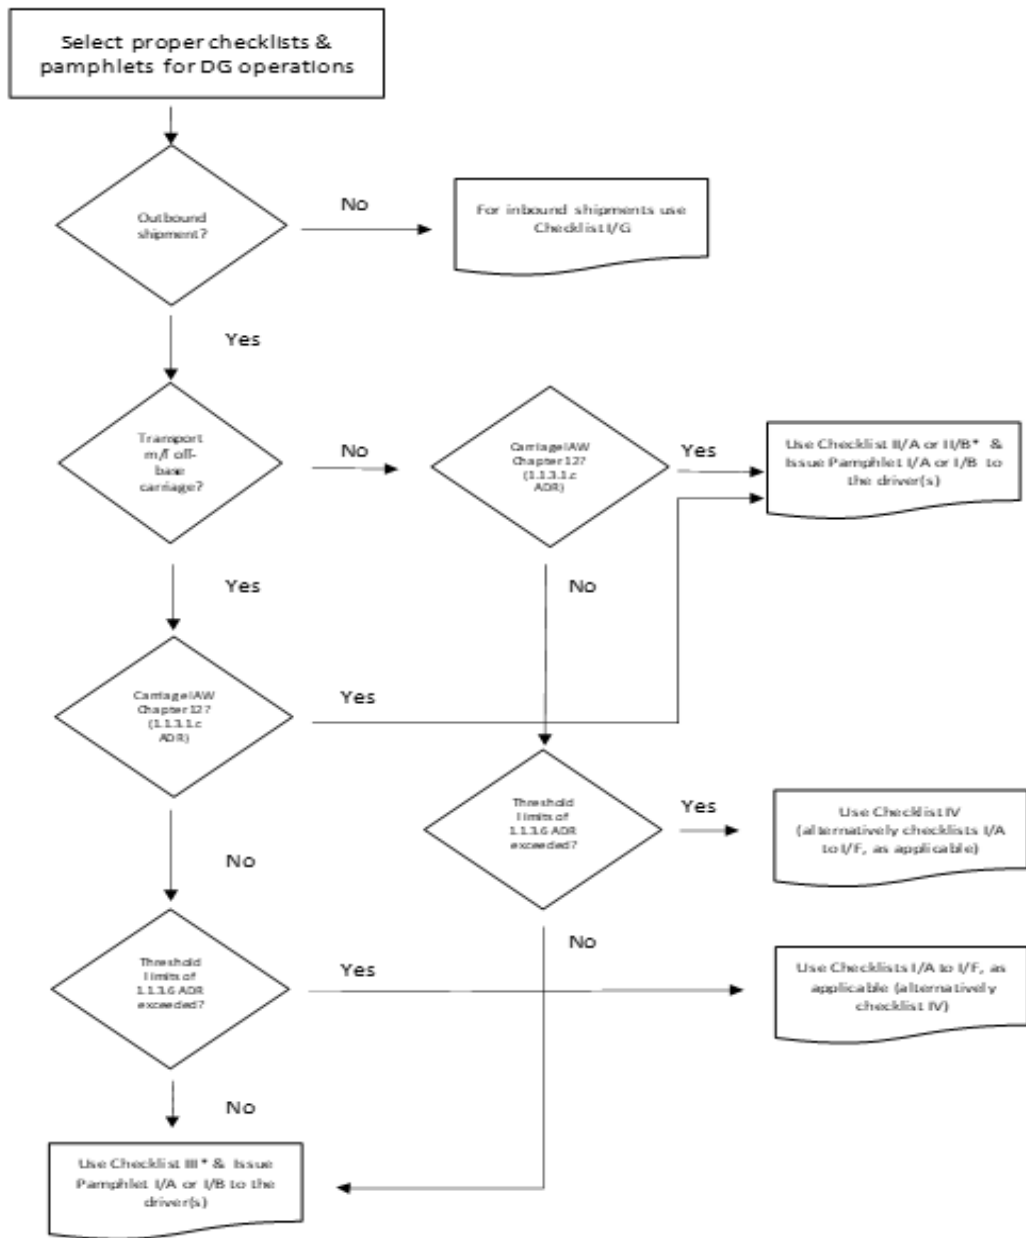 Select proper checklists &
pamphlets for DG operations
Outbound
shipment?
No
For inbound shipments use
Checklist I/G
Yes
Transport
m/f off-
base
carriage?
No
Carriage IAW
Chapter 12?
(1.1.3.1.c
ADR)
Yes
Use Checklist II/A or II/B* &
Issue Pamphlet I/A or I/B to
the driver(s)
Yes
No
Carriage IAW
Chapter 12?
(1.1.3.1.c
ADR)
Yes
Threshold
limits of
1.1.3.6 ADR
exceeded?
Yes
Use Checklist IV
(alternatively checklists I/A
to I/F, as applicable)
No
No
Threshold
limits of
1.1.3.6 ADR
exceeded?
Yes
Use Checklists I/A to I/F, as
applicable (alternatively
checklist IV)
No
Use Checklist III* & Issue
Pamphlet I/A or I/B to the
driver(s)